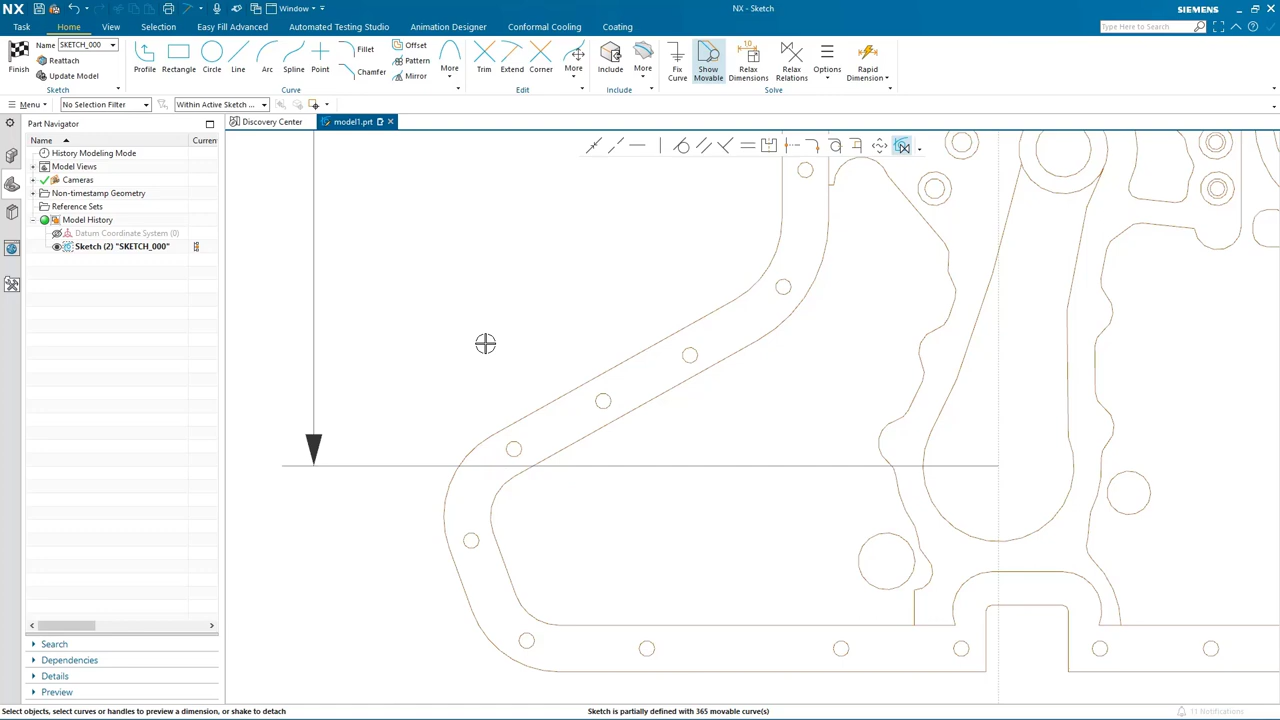 NX
Window
NX - Sketch
SIEMENS
Task
Home
View
Selection
Easy Fill Advanced
Automated Testing Studio
Animation Designer
Conformal Cooling
Coating
Type Here to Search
Finish
Name SKETCH_000
Reattach
Update Model
Sketch
Profile
Rectangle
Circle
Line
Arc
Spline
Point
Fillet
Chamfer
Offset
Pattern
Mirror
More
Curve
Trim
Extend
Corner
More
Edit
Include
More
Include
Fix
Curve
Show
Movable
Relax
Dimensions
Relax
Relations
Options
Rapid
Dimension
Solve
Menu
No Selection Filter
Within Active Sketch ...
Part Navigator
Discovery Center
model1.prt
Name
Curren
History Modeling Mode
Model Views
Cameras
Non-timestamp Geometry
Reference Sets
Model History
Datum Coordinate System (0)
Sketch (2) "SKETCH_000"
Search
Dependencies
Details
Preview
Select objects, select curves or handles to preview a dimension, or shake to detach
Sketch is partially defined with 365 movable curve(s)
11 Notifications